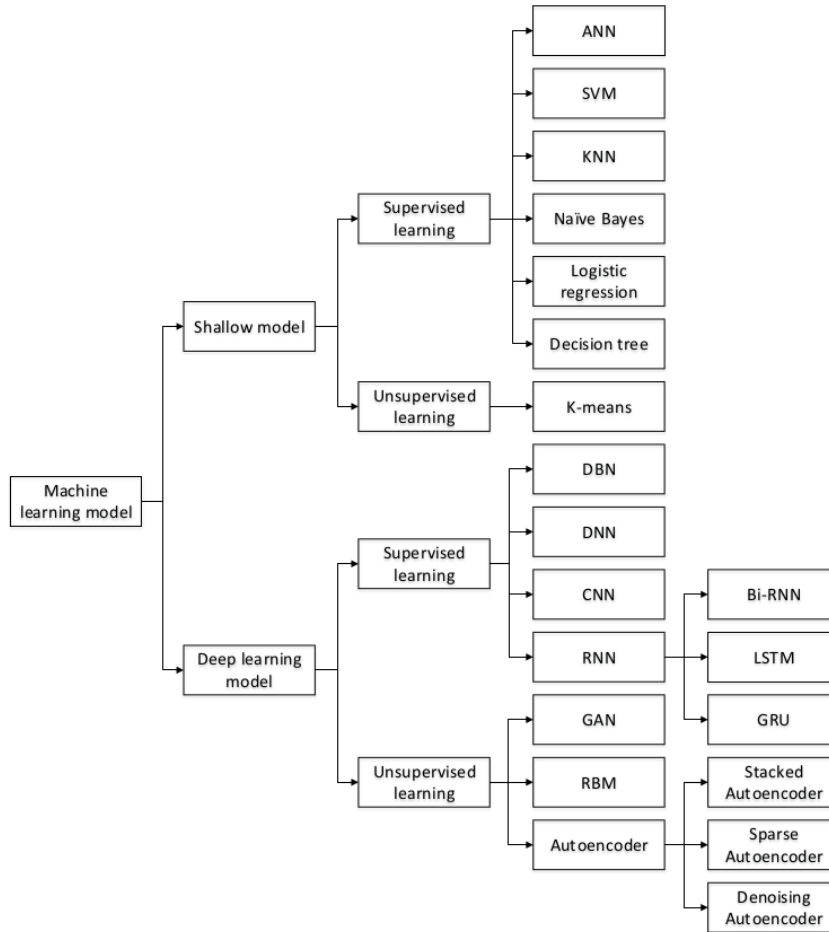 ANN
SVM
KNN
Supervised
learning
Naïve Bayes
Logistic
regression
Shallow model
Decision tree
Unsupervised
learning
K-means
DBN
Machine
learning model
DNN
Supervised
learning
CNN
Bi-RNN
Deep learning
model
RNN
LSTM
GAN
GRU
Unsupervised
learning
RBM
Stacked
Autoencoder
Autoencoder
Sparse
Autoencoder
Denoising
Autoencoder